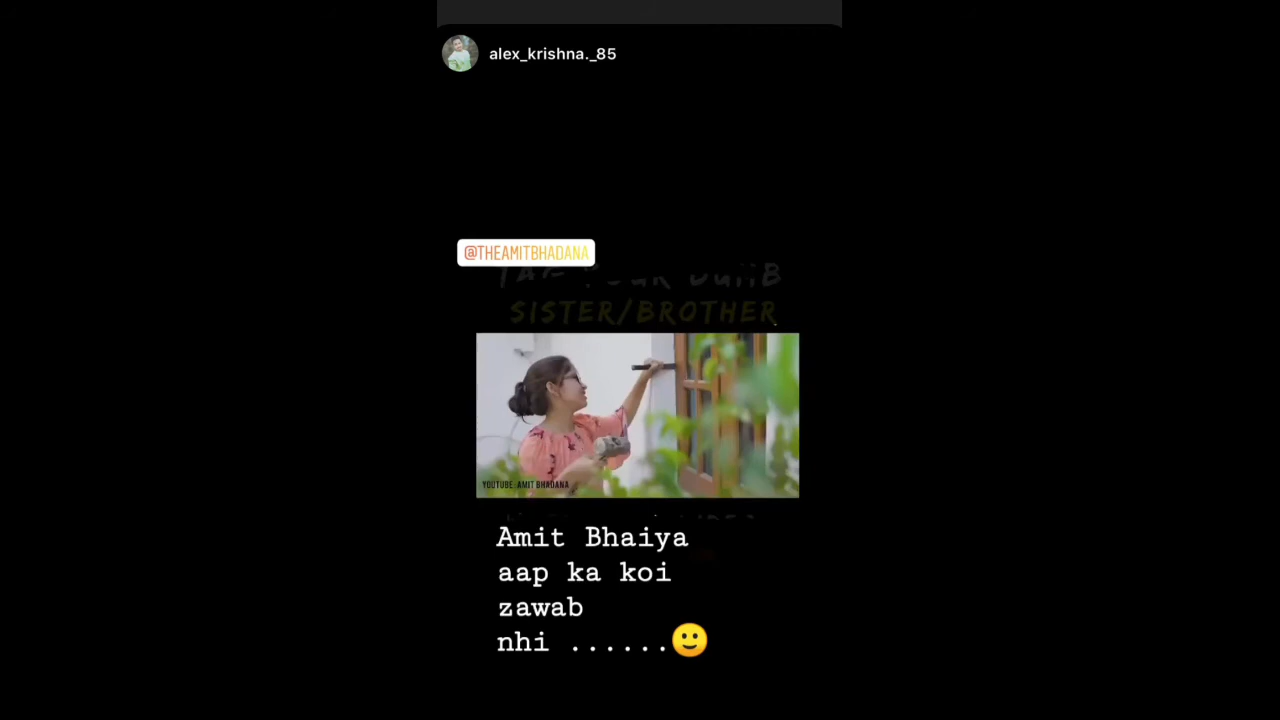 alex_krishna._85
@THEAMITBHADANA
SISTER/BROTHER
YOUTUBE: AMIT BHADANA
Amit Bhaiya
aap ka koi
zawab
nhi ......🙂